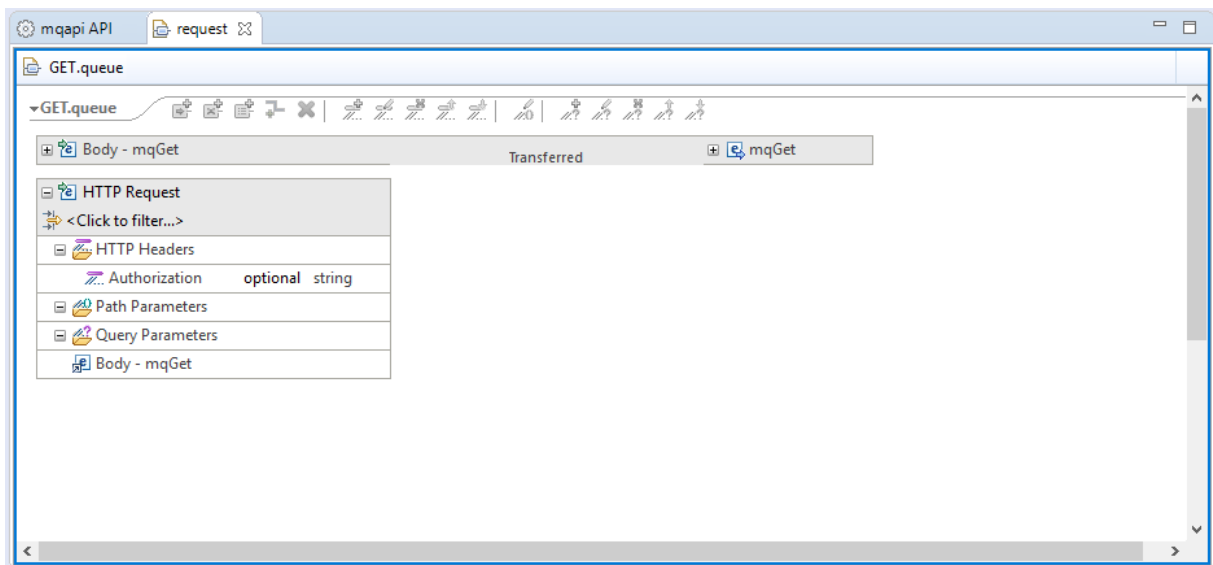 mqapi API request
GET.queue
GET.queue
Body - mqGet Transferred mqGet
HTTP Request
<Click to filter...>
HTTP Headers
Authorization optional string
Path Parameters
Query Parameters
Body - mqGet